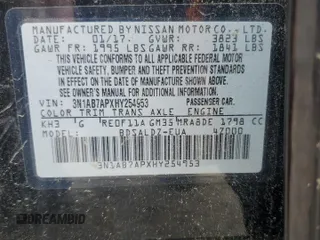 MANUFACTURED BY NISSAN MOTOR CO., LTD.
DATE: 01/17 GVWR: 3823 LBS
GAWR FR: 1995 LBS GAWR RR: 1841 LBS
THIS VEHICLE CONFORMS TO ALL APPLICABLE FEDERAL MOTOR
VEHICLE SAFETY, BUMPER, AND THEFT PREVENTION
STANDARDS IN EFFECT ON THE DATE OF MANUFACTURE SHOWN ABOVE.
SEE OWNERS MANUAL FOR MORE INFORMATION.
VIN: 3N1AB7APXHY254953 PASSENGER CAR.
COLOR TRIM TRANS AXLE ENGINE
KH3 G RE0F11A GM35 MRA8DE 1798 CC
MODEL: BDSALDZ-EUA 47000
3N1AB7APXHY254953
DREAMBID